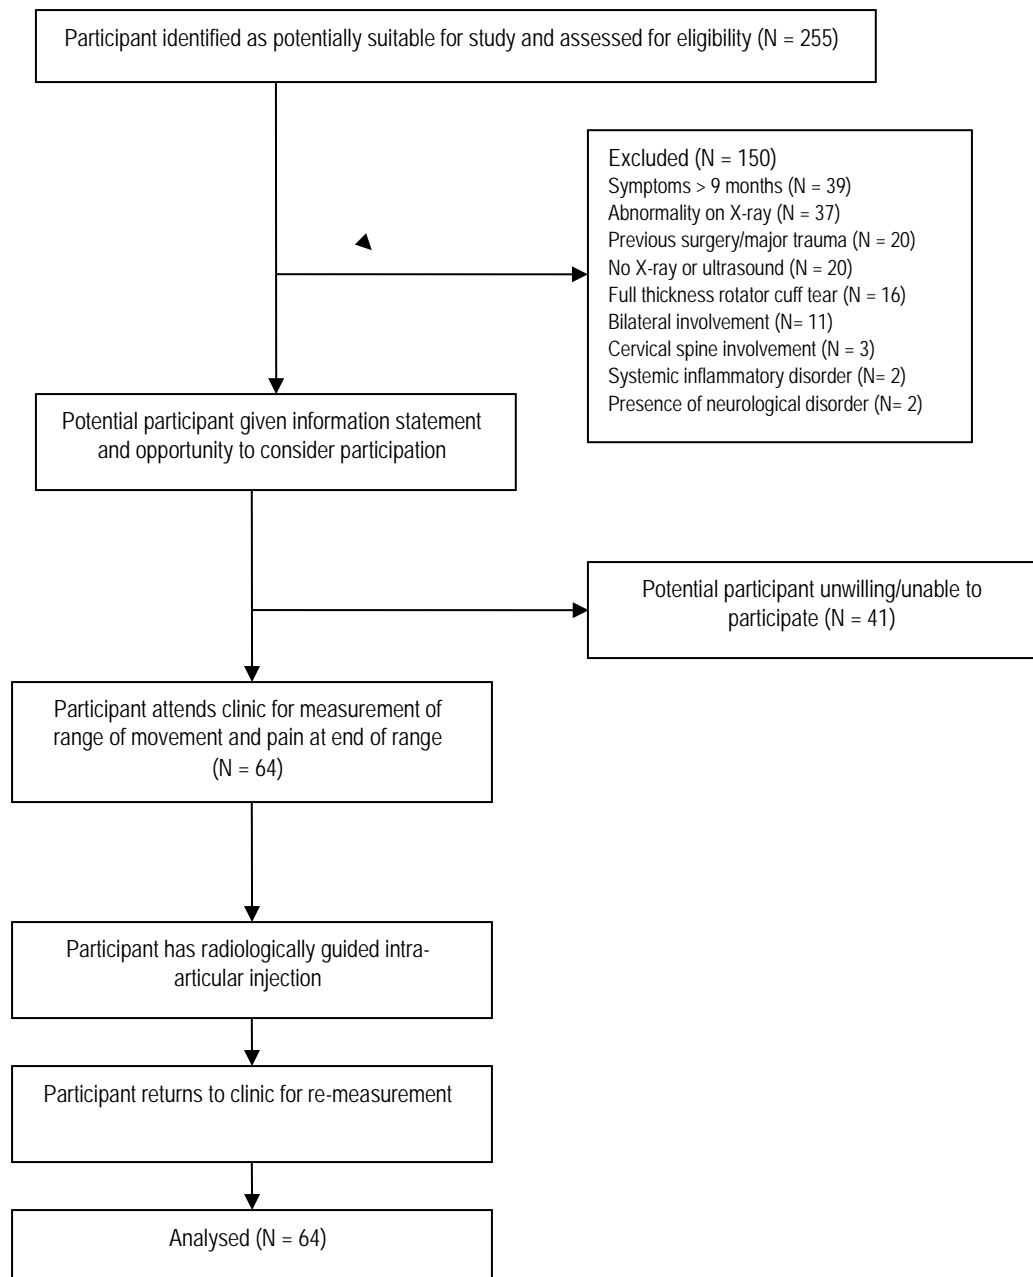 Participant identified as potentially suitable for study and assessed for eligibility (N = 255)
Excluded (N = 150)
Symptoms > 9 months (N = 39)
Abnormality on X-ray (N = 37)
Previous surgery/major trauma (N = 20)
No X-ray or ultrasound (N = 20)
Full thickness rotator cuff tear (N = 16)
Bilateral involvement (N= 11)
Cervical spine involvement (N = 3)
Systemic inflammatory disorder (N= 2)
Presence of neurological disorder (N= 2)
Potential participant given information statement
and opportunity to consider participation
Potential participant unwilling/unable to
participate (N = 41)
Participant attends clinic for measurement of
range of movement and pain at end of range
(N = 64)
Participant has radiologically guided intra-
articular injection
Participant returns to clinic for re-measurement
Analysed (N = 64)